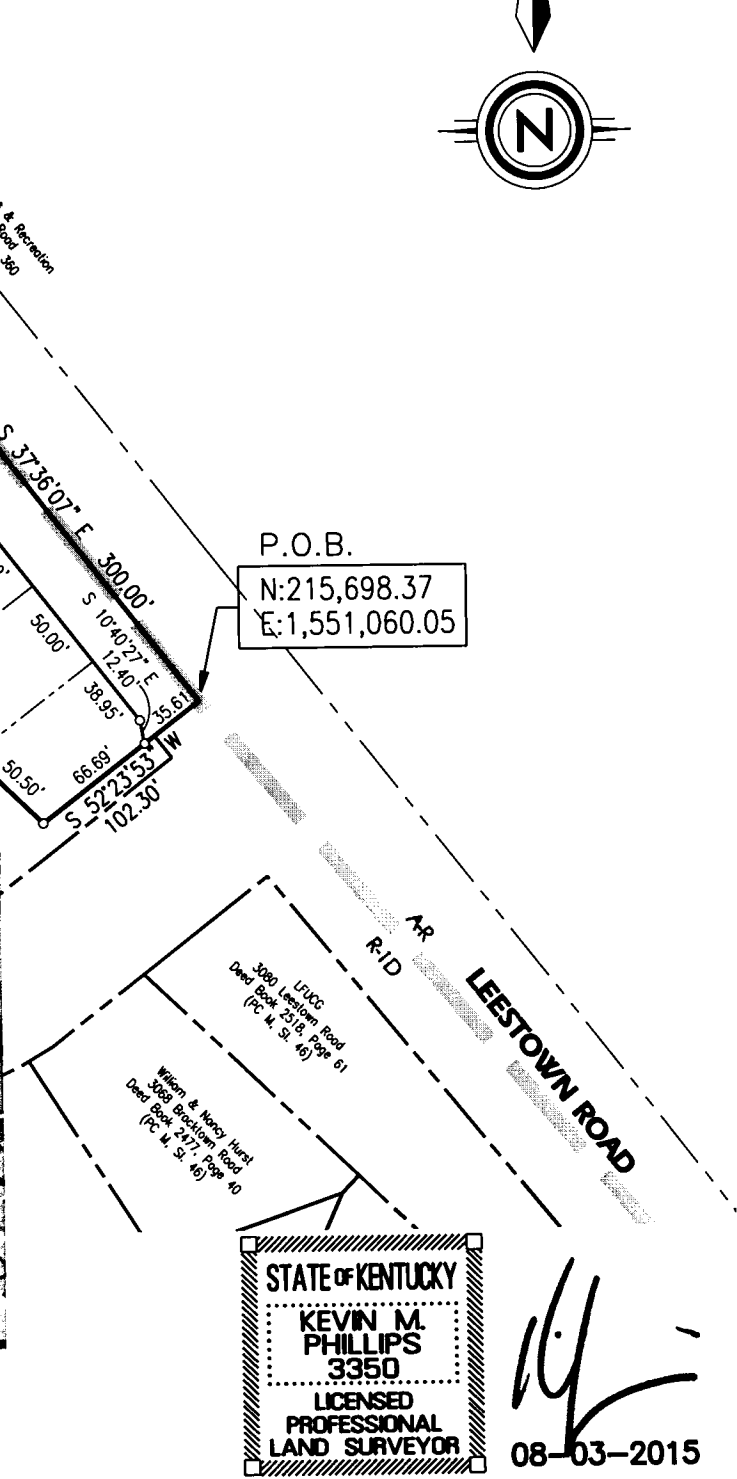 N
& Recreation
Road
360
S 37°36'07" E 300.00'
P.O.B.
N:215,698.37
E:1,551,060.05
S 10°40'27" E
12.40'
50.00'
38.95'
35.61'
66.69'
50.50'
S 52°23'53" W
102.30'
A-R
R-1D
LEESTOWN ROAD
LFUCG
3080 Leestown Road
Deed Book 2518, Page 61
(PC M, Sl. 46)
William & Nancy Hurst
3068 Brocktown Road
Deed Book 2477, Page 40
(PC M, Sl. 46)
STATE OF KENTUCKY
KEVIN M.
PHILLIPS
3350
LICENSED
PROFESSIONAL
LAND SURVEYOR
08-03-2015